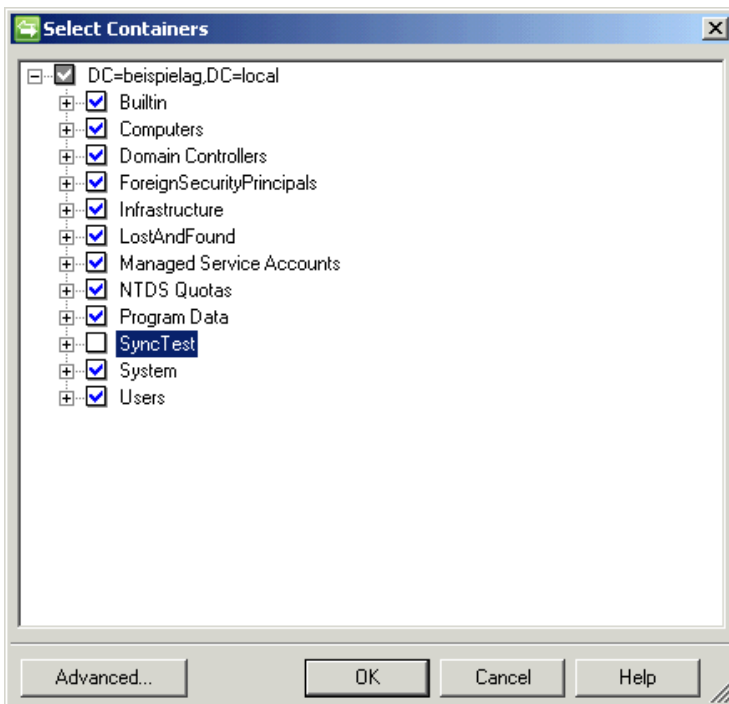 Select Containers
DC=beispielag,DC=local
Builtin
Computers
Domain Controllers
ForeignSecurityPrincipals
Infrastructure
LostAndFound
Managed Service Accounts
NTDS Quotas
Program Data
SyncTest
System
Users
Advanced... OK Cancel Help